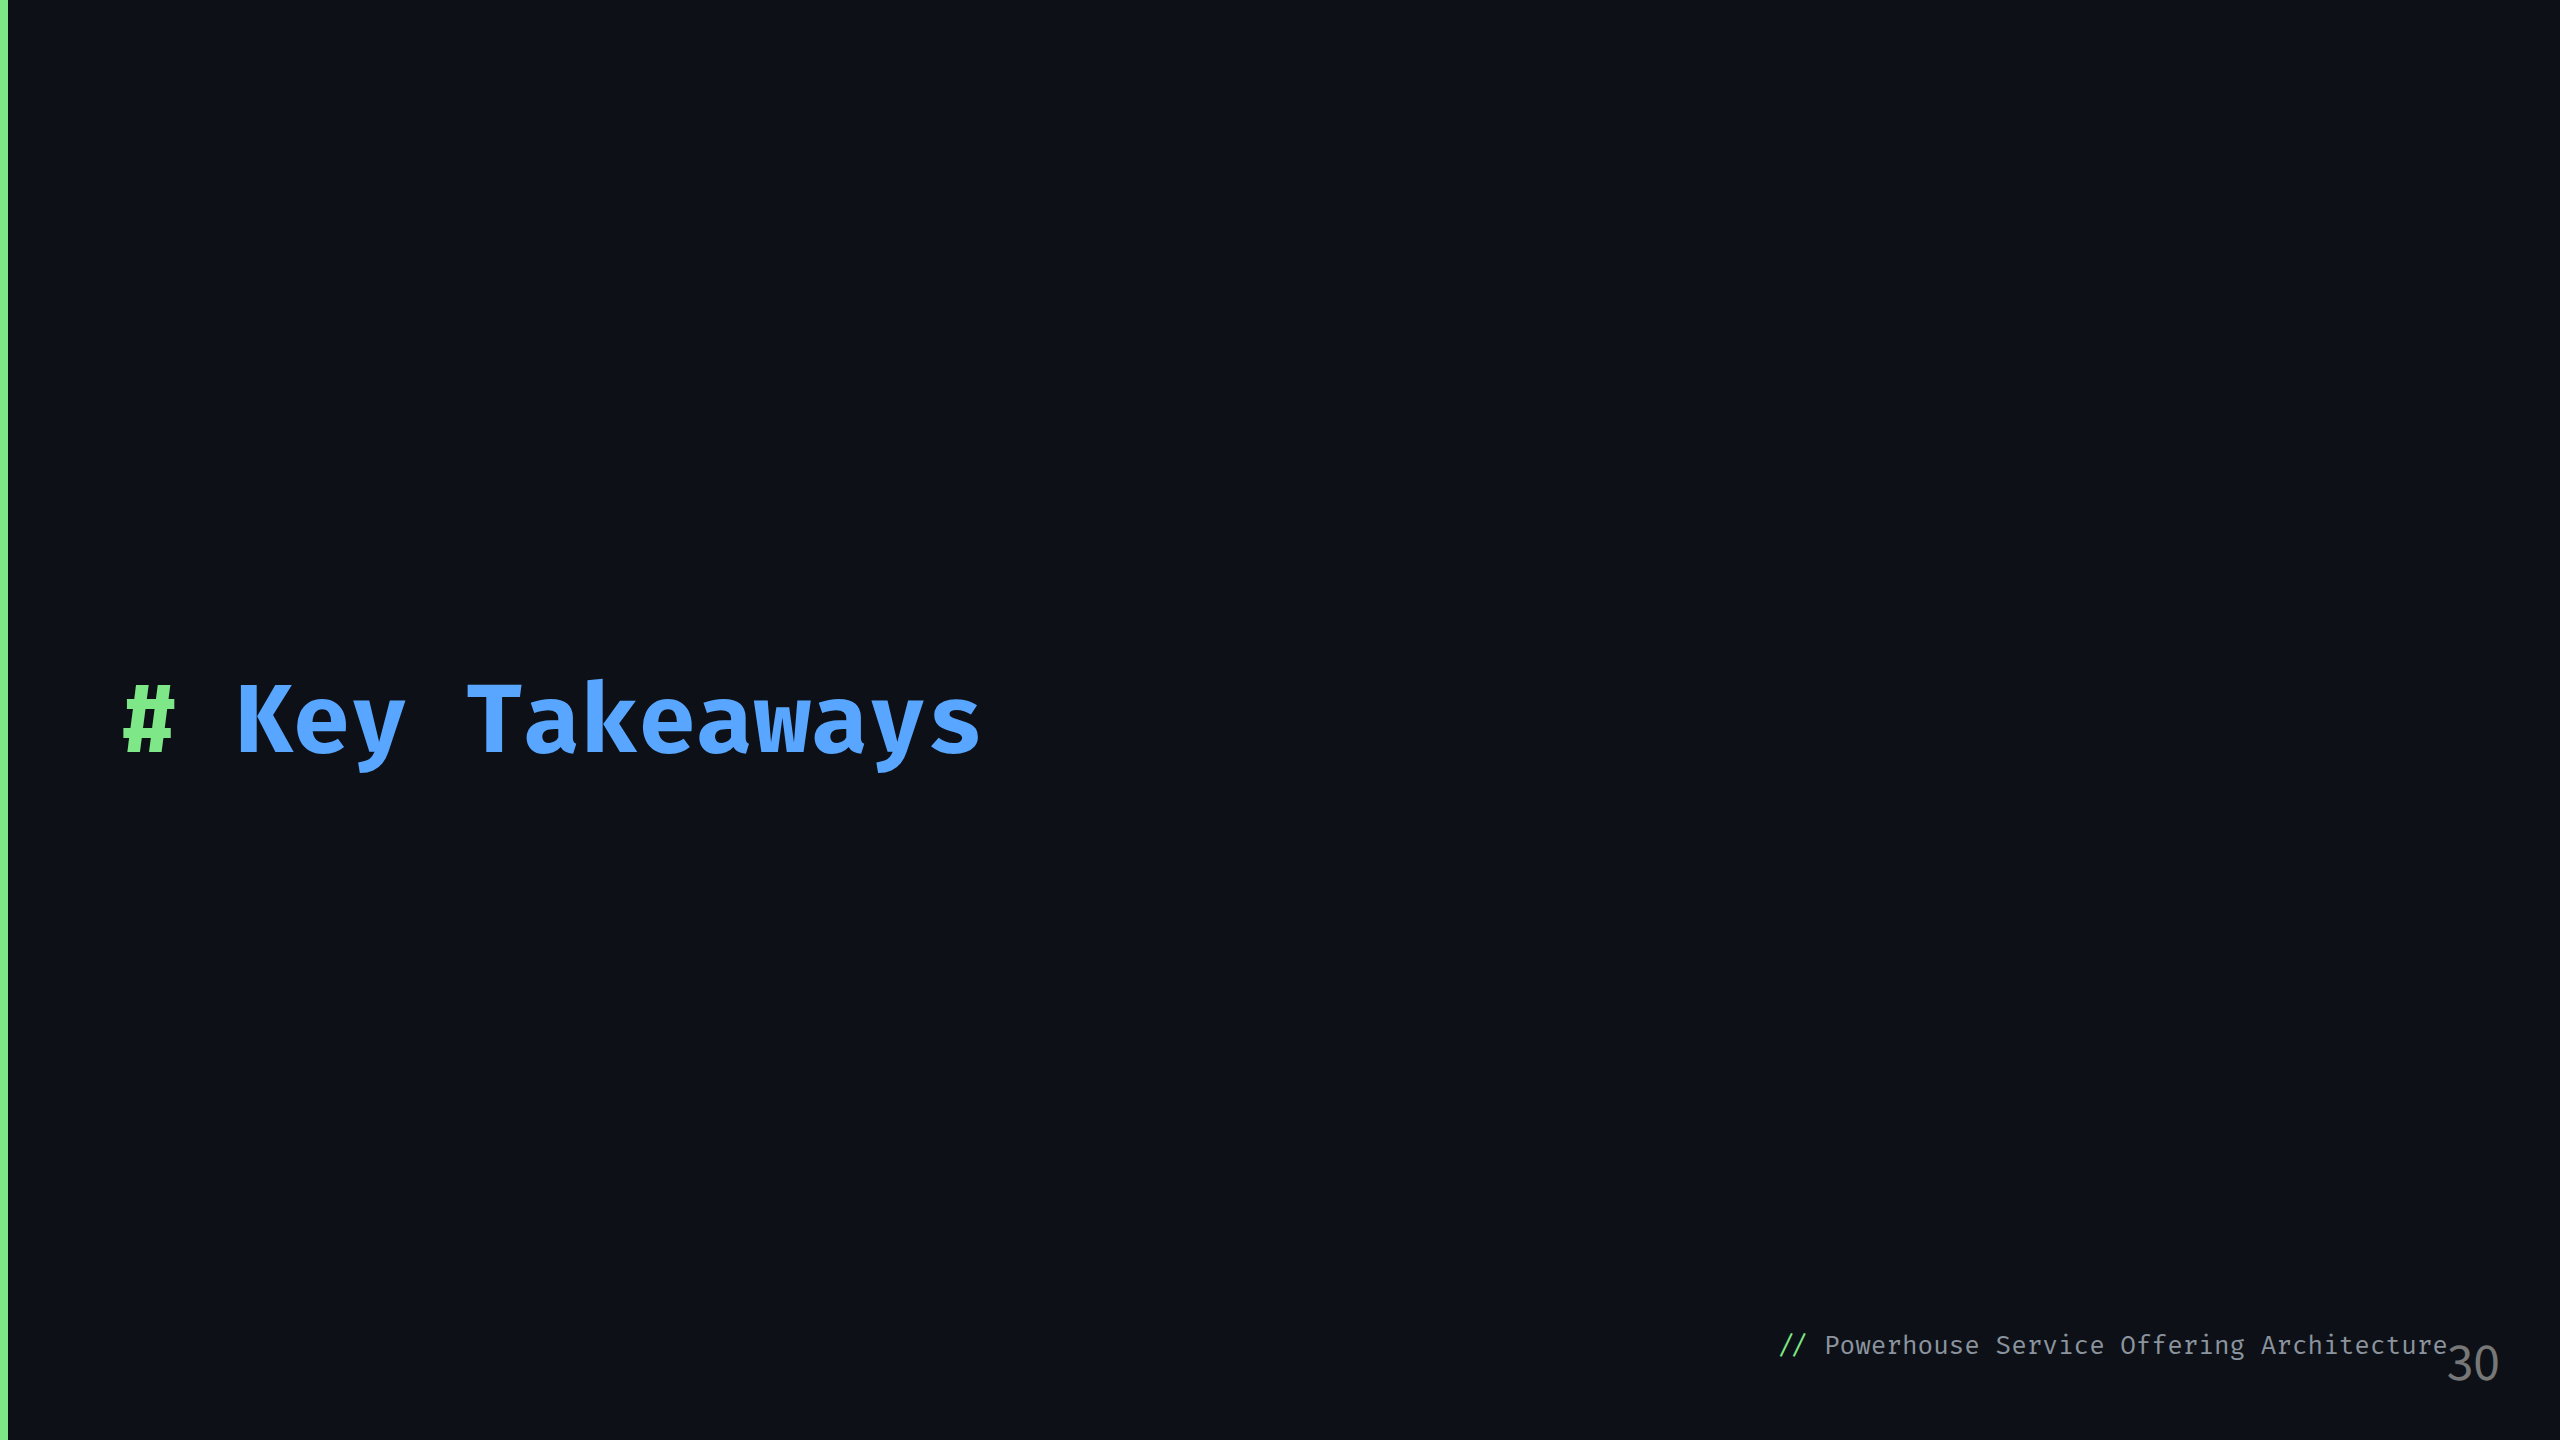 # Key Takeaways
// Powerhouse Service Offering Architecture
30